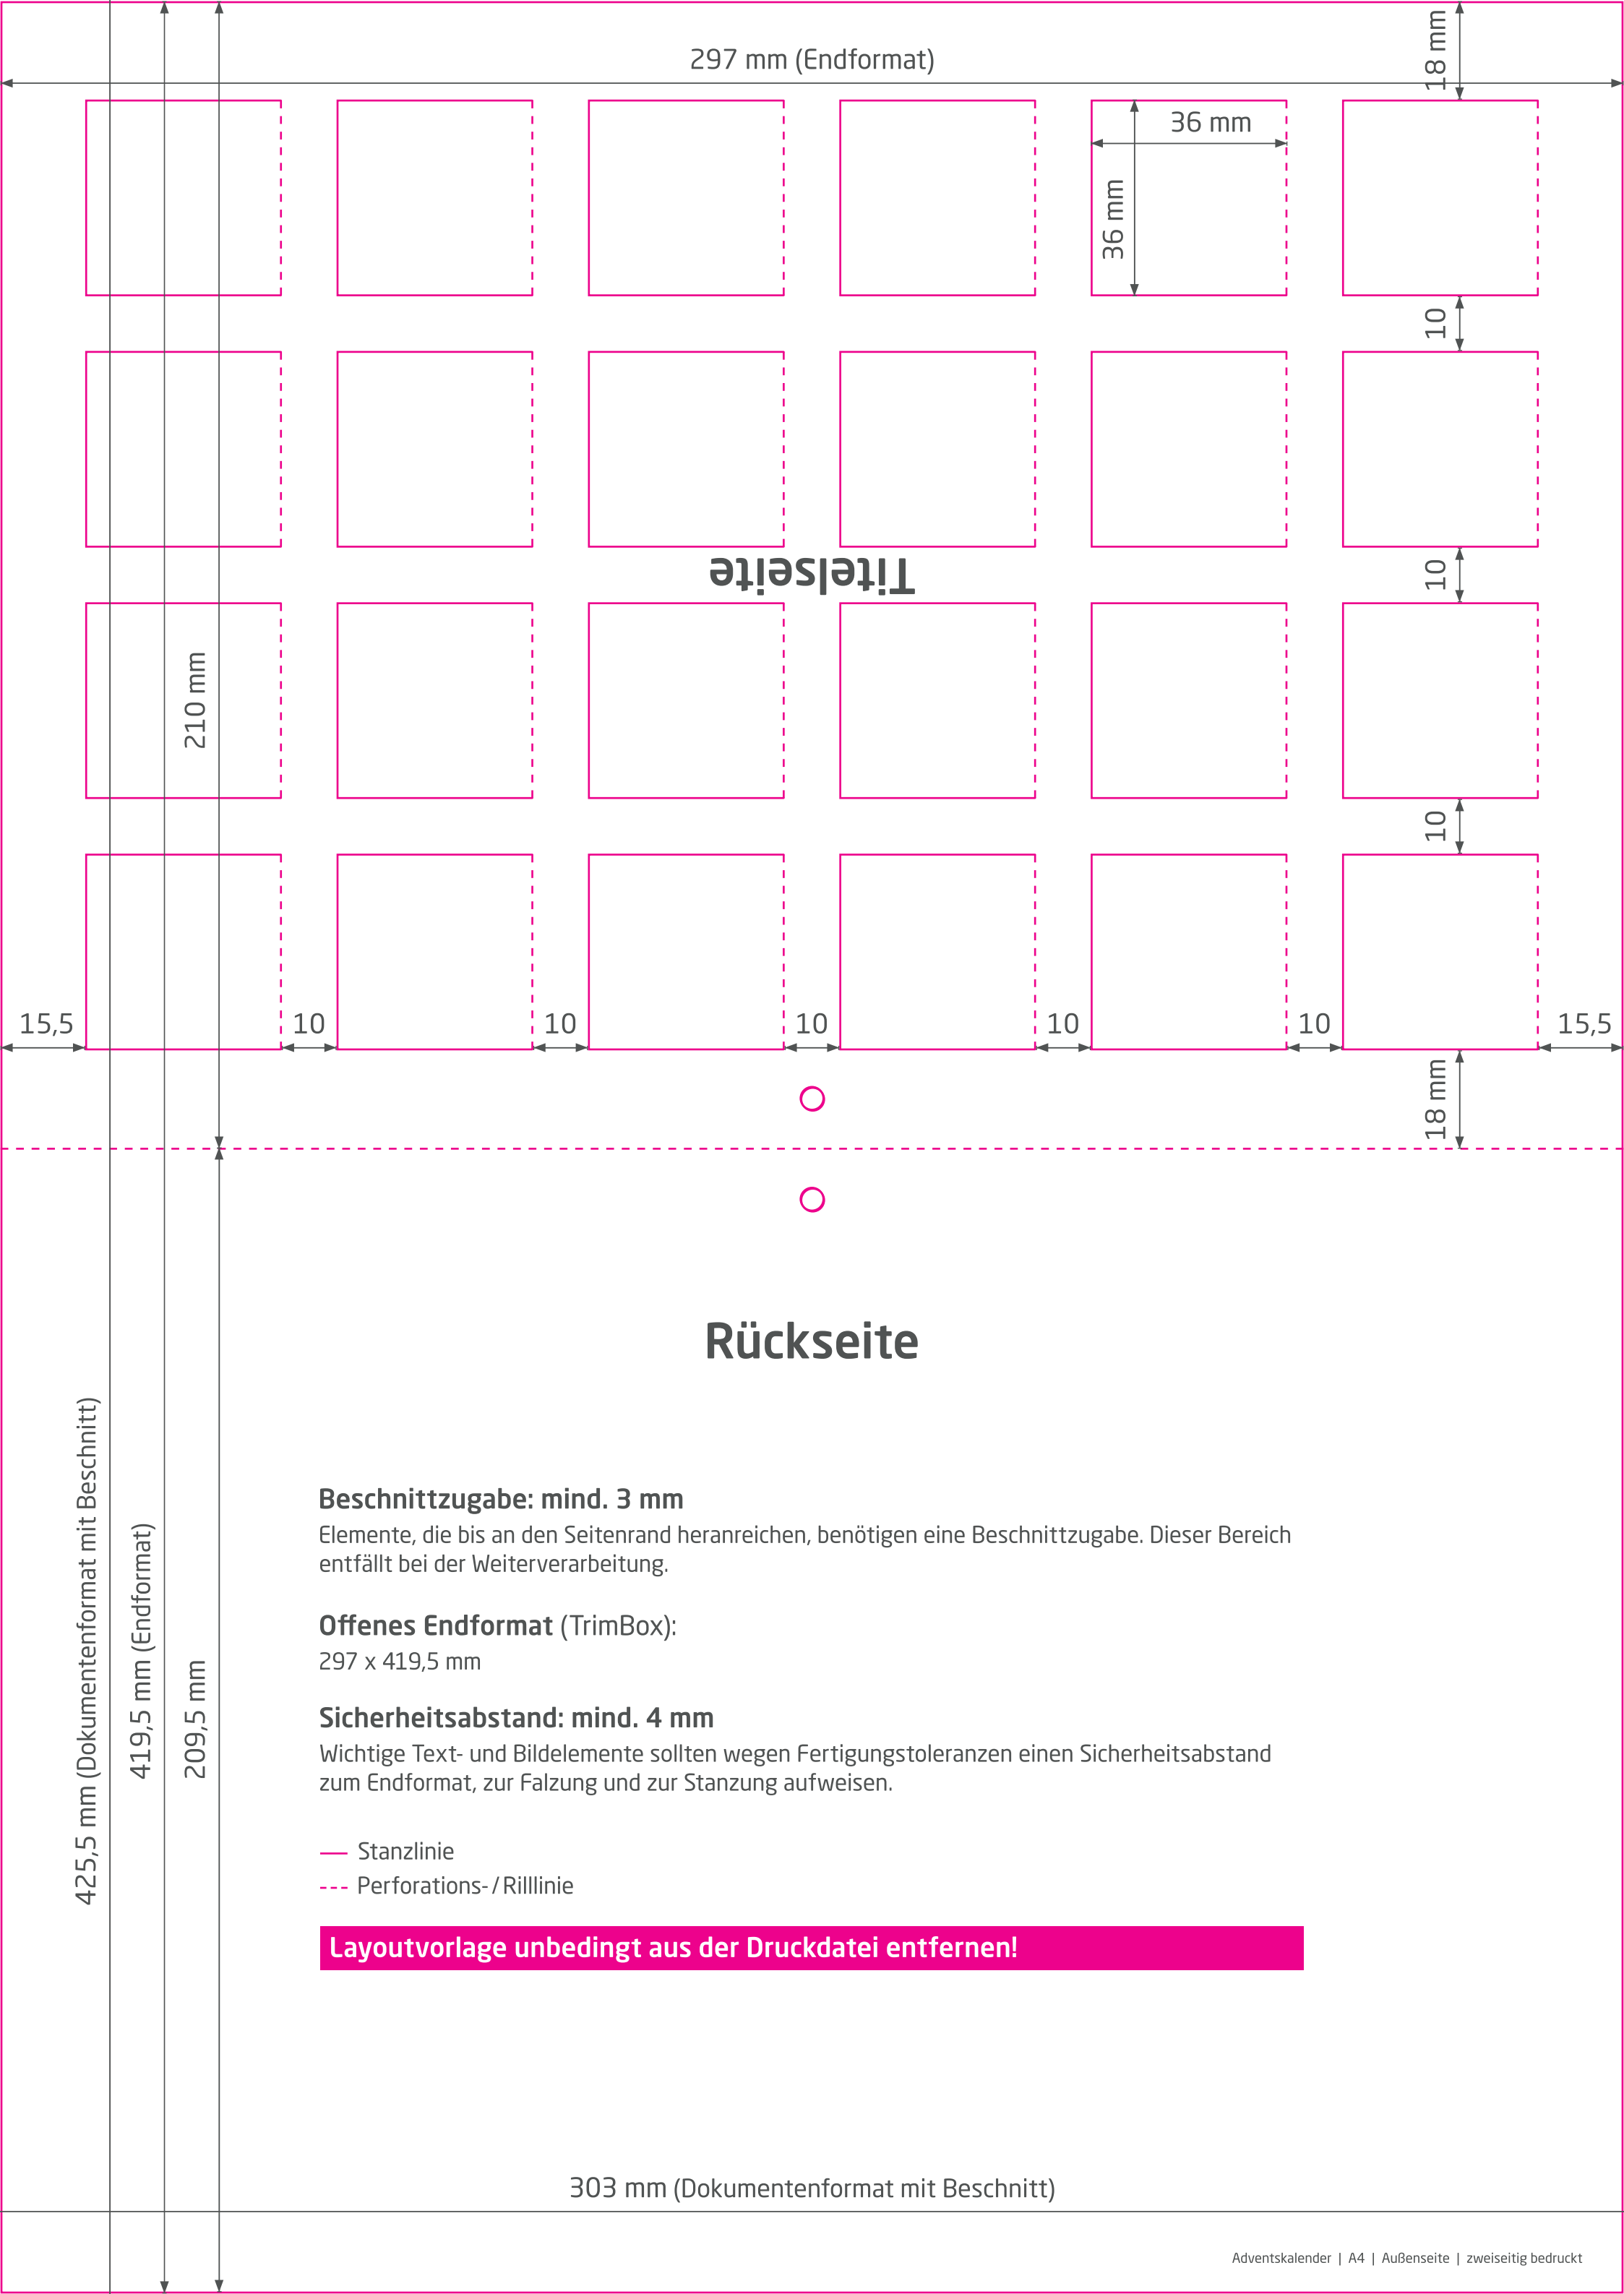 18 mm
297 mm (Endformat)
36 mm
36 mm
10
Titelseite
10
210 mm
10
15,5
10
10
10
10
10
15,5
18 mm
Rückseite
425,5 mm (Dokumentenformat mit Beschnitt)
419,5 mm (Endformat)
209,5 mm
Beschnittzugabe: mind. 3 mm
Elemente, die bis an den Seitenrand heranreichen, benötigen eine Beschnittzugabe. Dieser Bereich
entfällt bei der Weiterverarbeitung.
Offenes Endformat (TrimBox):
297 x 419,5 mm
Sicherheitsabstand: mind. 4 mm
Wichtige Text- und Bildelemente sollten wegen Fertigungstoleranzen einen Sicherheitsabstand
zum Endformat, zur Falzung und zur Stanzung aufweisen.
Stanzlinie
Perforations-/Rilllinie
Layoutvorlage unbedingt aus der Druckdatei entfernen!
303 mm (Dokumentenformat mit Beschnitt)
Adventskalender | A4 | Außenseite | zweiseitig bedruckt